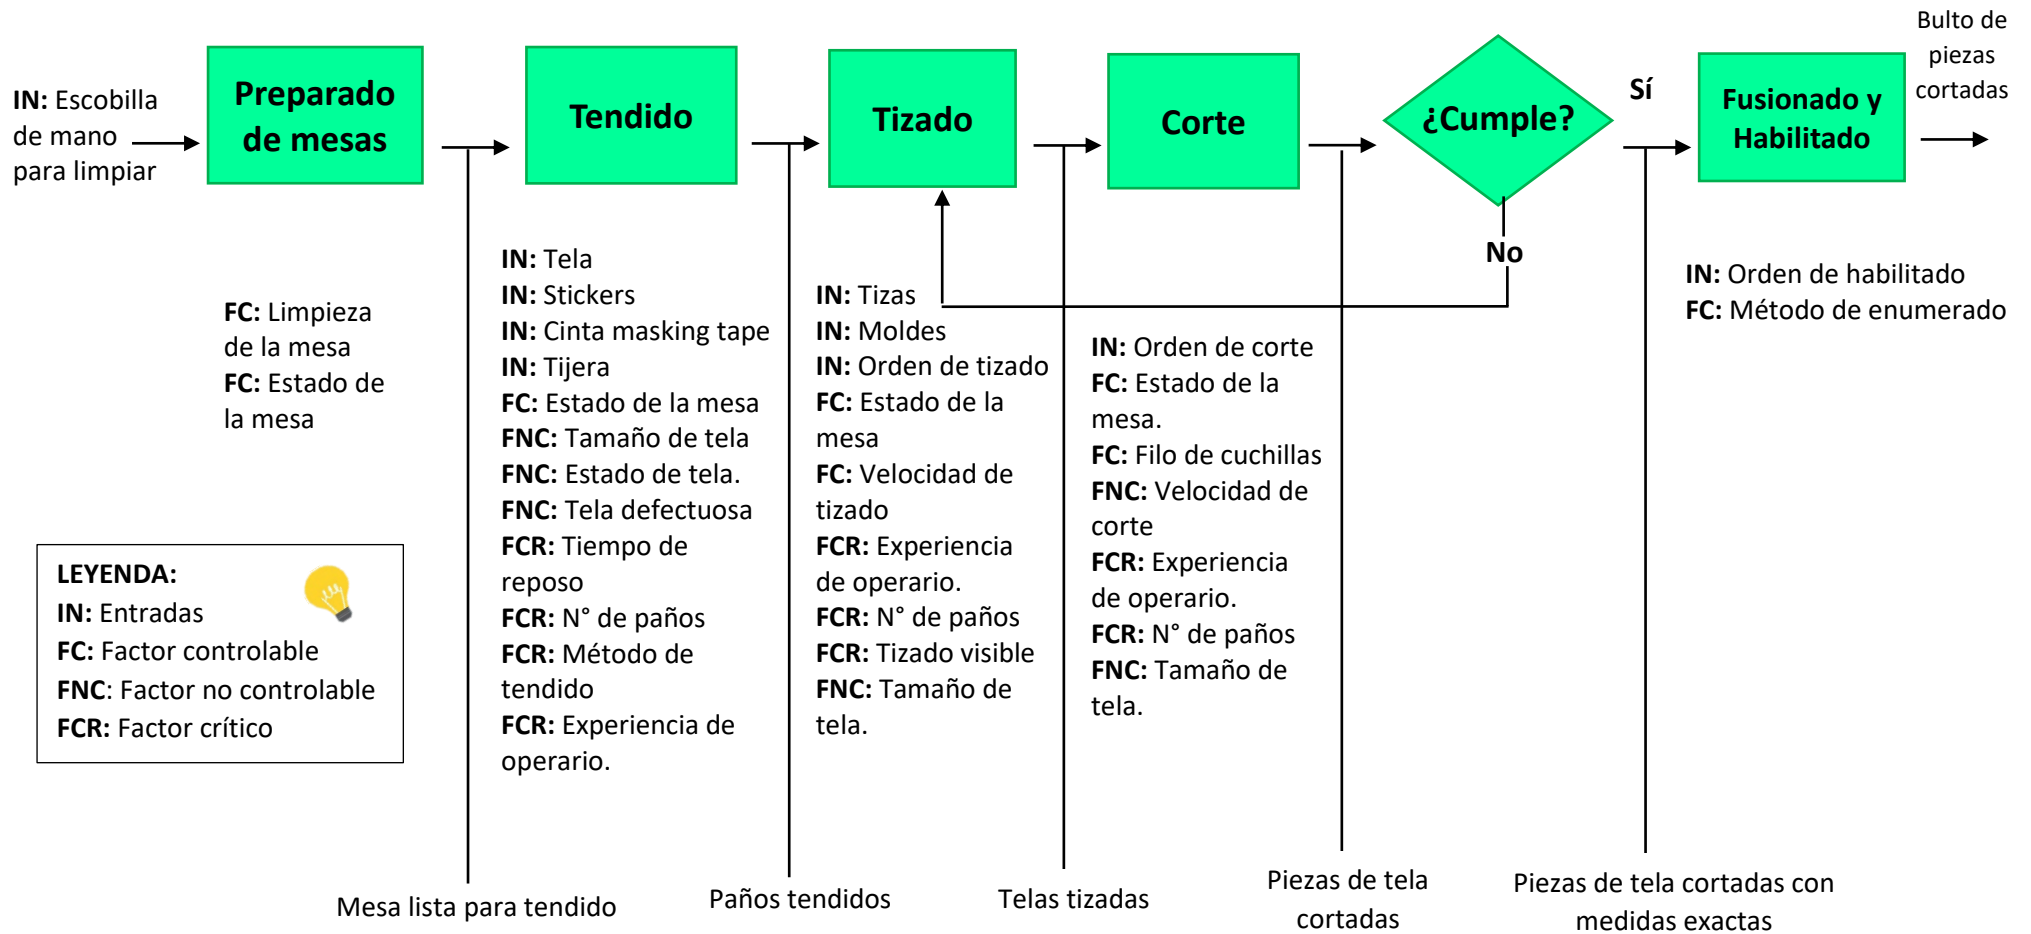 IN: Escobilla
de mano
para limpiar
Preparado
de mesas
Tendido
Tizado
Corte
¿Cumple?
Sí
No
Fusionado y
Habilitado
Bulto de
piezas
cortadas
FC: Limpieza
de la mesa
FC: Estado de
la mesa
IN: Tela
IN: Stickers
IN: Cinta masking tape
IN: Tijera
FC: Estado de la mesa
FNC: Tamaño de tela
FNC: Estado de tela.
FNC: Tela defectuosa
FCR: Tiempo de
reposo
FCR: N° de paños
FCR: Método de
tendido
FCR: Experiencia de
operario.
IN: Tizas
IN: Moldes
IN: Orden de tizado
FC: Estado de la
mesa
FC: Velocidad de
tizado
FCR: Experiencia
de operario.
FCR: N° de paños
FCR: Tizado visible
FNC: Tamaño de
tela.
IN: Orden de corte
FC: Estado de la
mesa.
FC: Filo de cuchillas
FNC: Velocidad de
corte
FCR: Experiencia
de operario.
FCR: N° de paños
FNC: Tamaño de
tela.
IN: Orden de habilitado
FC: Método de enumerado
LEYENDA:
IN: Entradas
FC: Factor controlable
FNC: Factor no controlable
FCR: Factor crítico
Mesa lista para tendido
Paños tendidos
Telas tizadas
Piezas de tela
cortadas
Piezas de tela cortadas con
medidas exactas